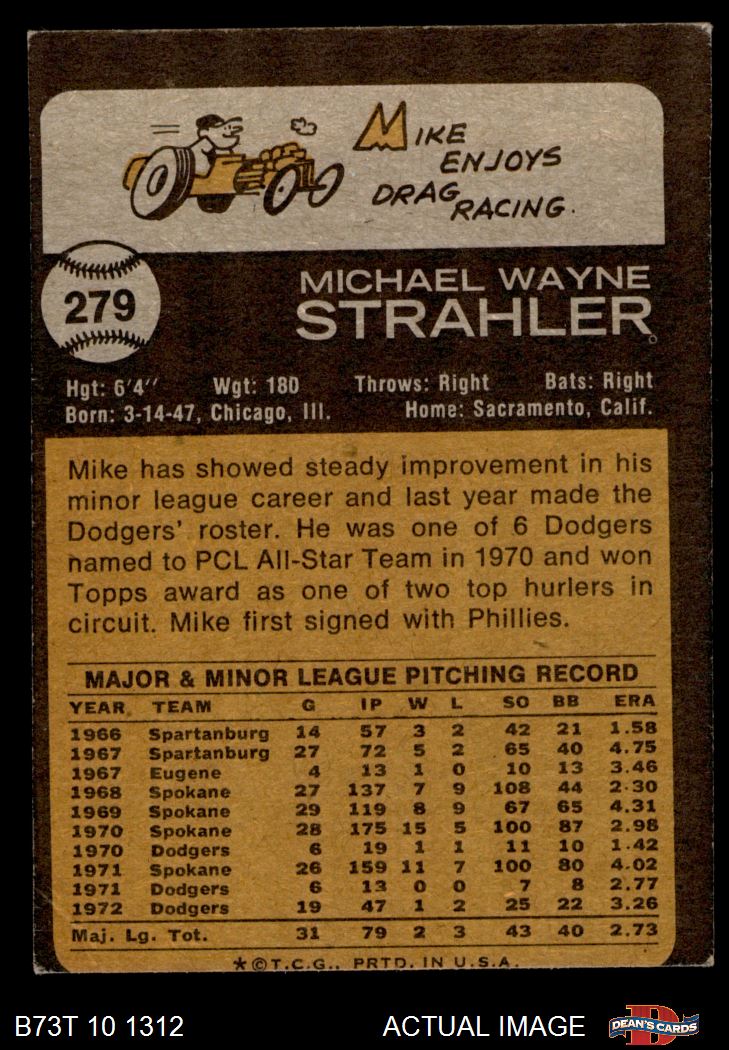 MIKE
ENJOYS
DRAG
RACING.
279
MICHAEL WAYNE
STRAHLER
Hgt: 6'4" Wgt: 180 Throws: Right Bats: Right
Born: 3-14-47, Chicago, Ill. Home: Sacramento, Calif.
Mike has showed steady improvement in his
minor league career and last year made the
Dodgers' roster. He was one of 6 Dodgers
named to PCL All-Star Team in 1970 and won
Topps award as one of two top hurlers in
circuit. Mike first signed with Phillies.
MAJOR & MINOR LEAGUE PITCHING RECORD
YEAR TEAM G IP W L SO BB ERA
1966 Spartanburg 14 57 3 2 42 21 1.58
1967 Spartanburg 27 72 5 2 65 40 4.75
1967 Eugene 4 13 1 0 10 13 3.46
1968 Spokane 27 137 7 9 108 44 2.30
1969 Spokane 29 119 8 9 67 65 4.31
1970 Spokane 28 175 15 5 100 87 2.98
1970 Dodgers 6 19 1 1 11 10 1.42
1971 Spokane 26 159 11 7 100 80 4.02
1971 Dodgers 6 13 0 0 7 8 2.77
1972 Dodgers 19 47 1 2 25 22 3.26
Maj. Lg. Tot. 31 79 2 3 43 40 2.73
★©T.C.G., PRTD. IN U.S.A.
B73T 10 1312 ACTUAL IMAGE DEAN'S CARDS